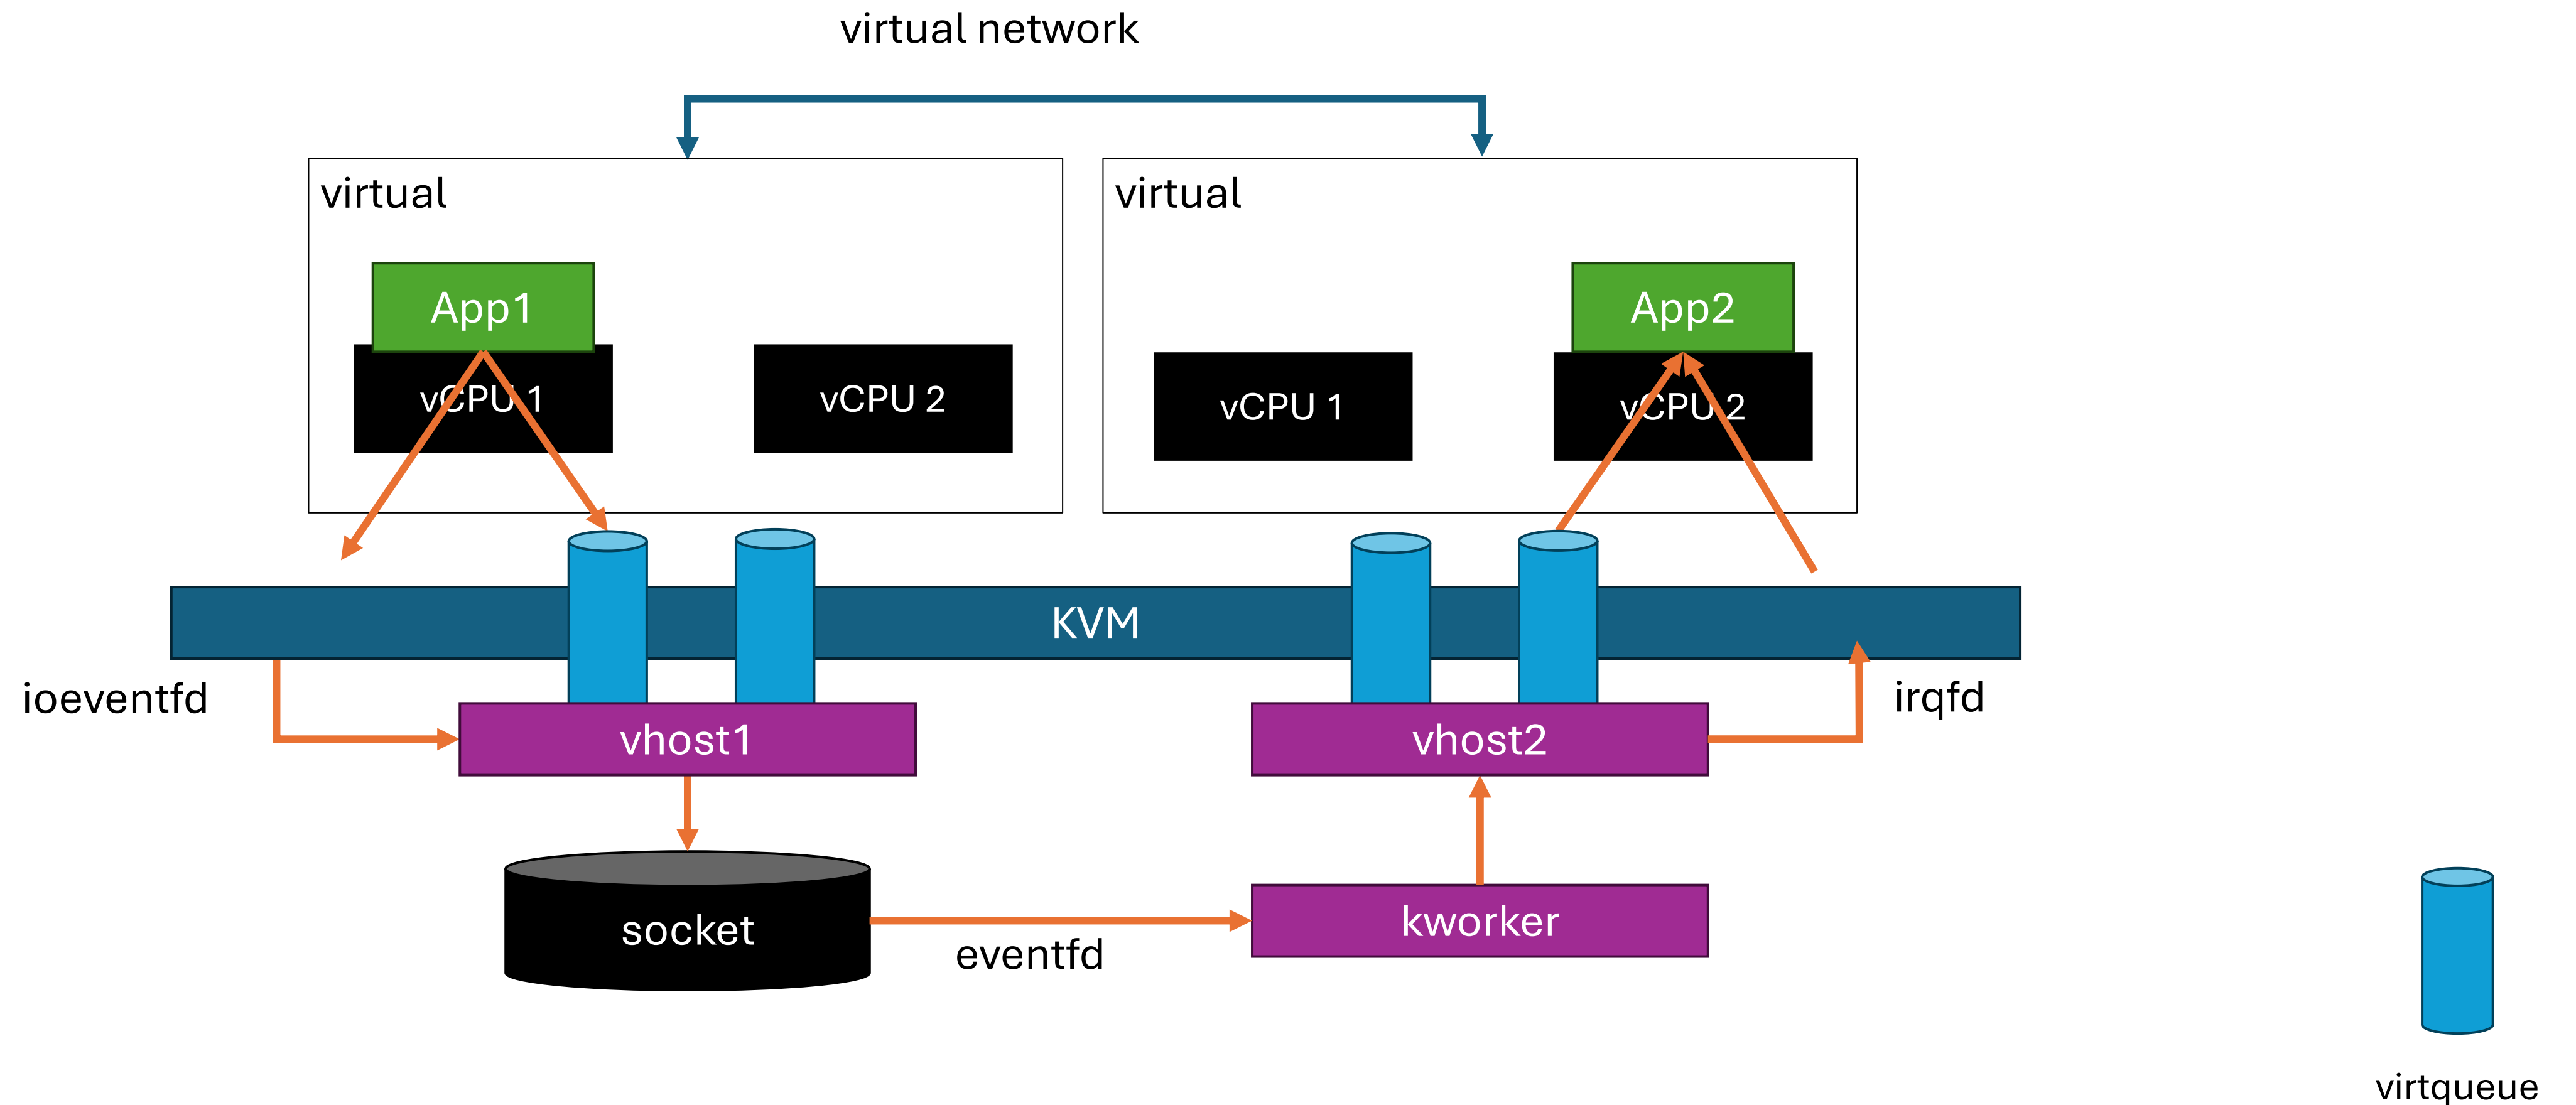 virtual network
virtual
virtual
App1
App2
vCPU 1
vCPU 2
vCPU 1
vCPU 2
KVM
ioeventfd
irqfd
vhost1
vhost2
socket
eventfd
kworker
virtqueue